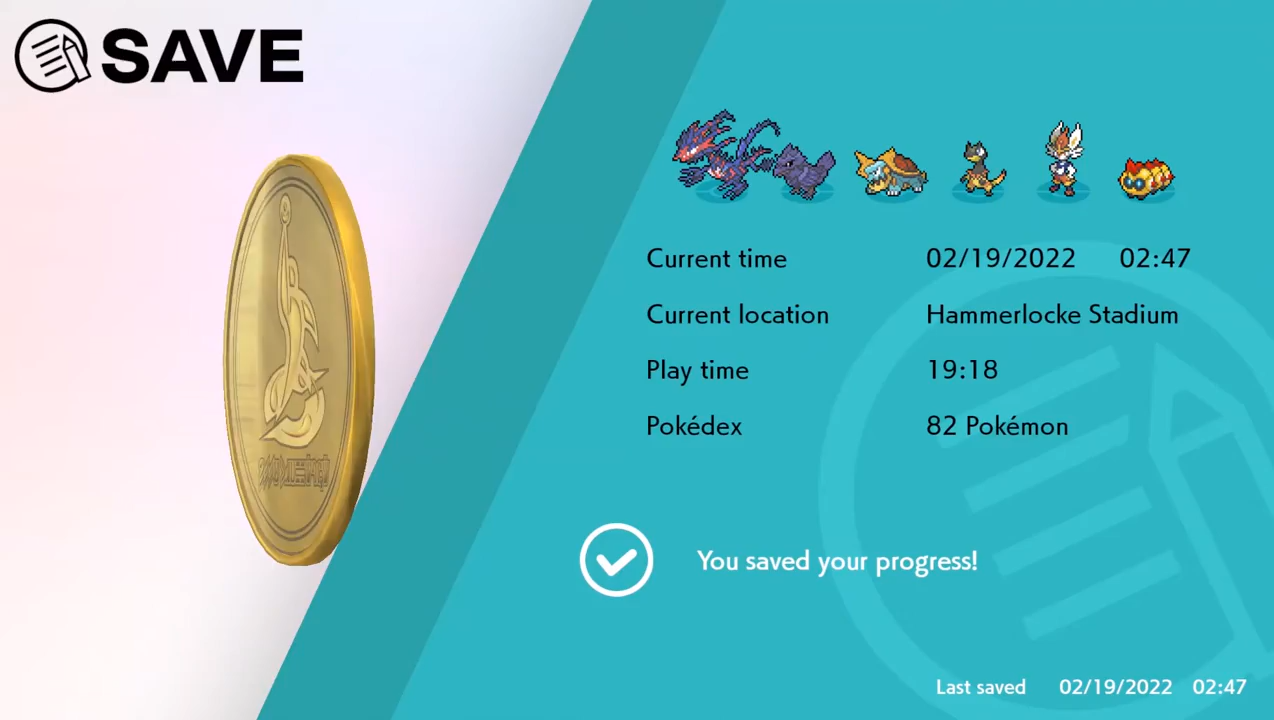 SAVE
Current time 02/19/2022 02:47
Current location Hammerlocke Stadium
Play time 19:18
Pokédex 82 Pokémon
You saved your progress!
Last saved 02/19/2022 02:47